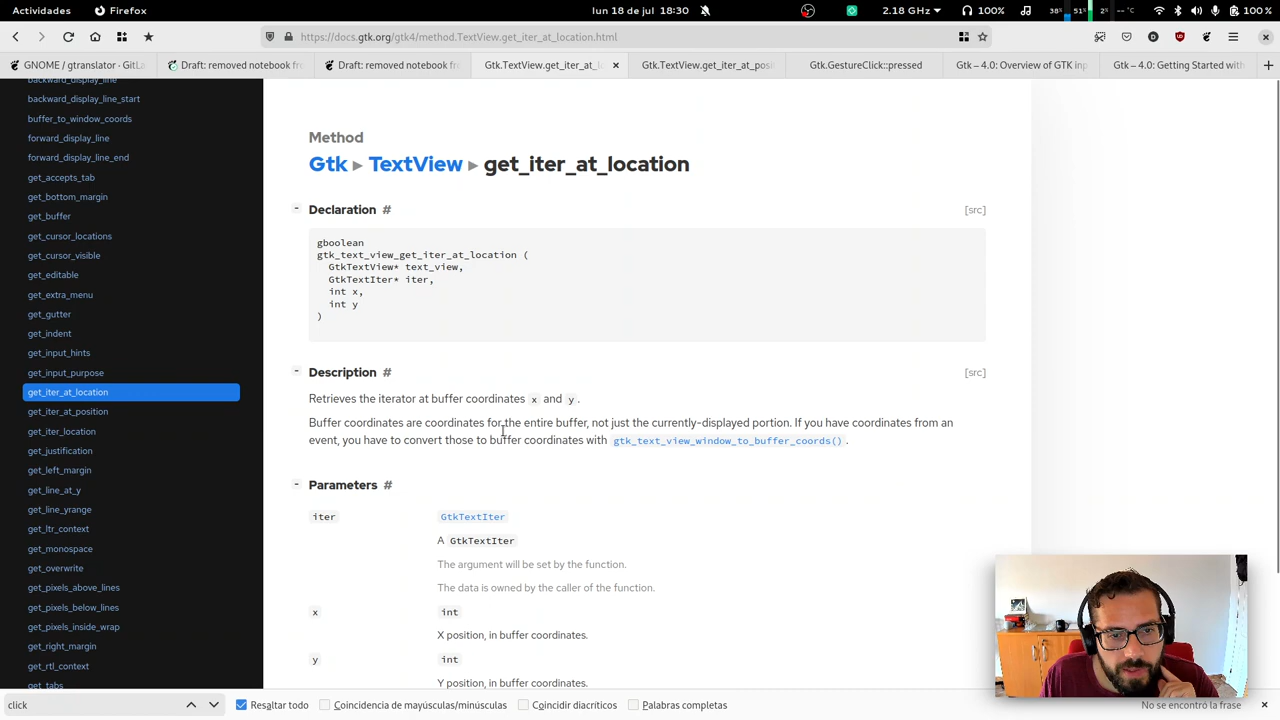 Actividades
Firefox
lun 18 de jul 18:30
2.18 GHz
100%
38%
51%
2%
--°C
100 %
https://docs.gtk.org/gtk4/method.TextView.get_iter_at_location.html
GNOME / gtranslator · GitLa
Draft: removed notebook fr
Draft: removed notebook fr
Gtk.TextView.get_iter_at_l
Gtk.TextView.get_iter_at_posit
Gtk.GestureClick::pressed
Gtk – 4.0: Overview of GTK inp
Gtk – 4.0: Getting Started with
backward_display_line
backward_display_line_start
buffer_to_window_coords
forward_display_line
forward_display_line_end
get_accepts_tab
get_bottom_margin
get_buffer
get_cursor_locations
get_cursor_visible
get_editable
get_extra_menu
get_gutter
get_indent
get_input_hints
get_input_purpose
get_iter_at_location
get_iter_at_position
get_iter_location
get_justification
get_left_margin
get_line_at_y
get_line_yrange
get_ltr_context
get_monospace
get_overwrite
get_pixels_above_lines
get_pixels_below_lines
get_pixels_inside_wrap
get_right_margin
get_rtl_context
get_tabs
Method
Gtk ▸ TextView ▸ get_iter_at_location
- Declaration # [src]
gboolean
gtk_text_view_get_iter_at_location (
GtkTextView* text_view,
GtkTextIter* iter,
int x,
int y
)
- Description # [src]
Retrieves the iterator at buffer coordinates x and y.
Buffer coordinates are coordinates for the entire buffer, not just the currently-displayed portion. If you have coordinates from an
event, you have to convert those to buffer coordinates with gtk_text_view_window_to_buffer_coords().
- Parameters #
iter GtkTextIter
A GtkTextIter
The argument will be set by the function.
The data is owned by the caller of the function.
x int
X position, in buffer coordinates.
y int
Y position, in buffer coordinates.
click
Resaltar todo
Coincidencia de mayúsculas/minúsculas
Coincidir diacríticos
Palabras completas
No se encontró la frase